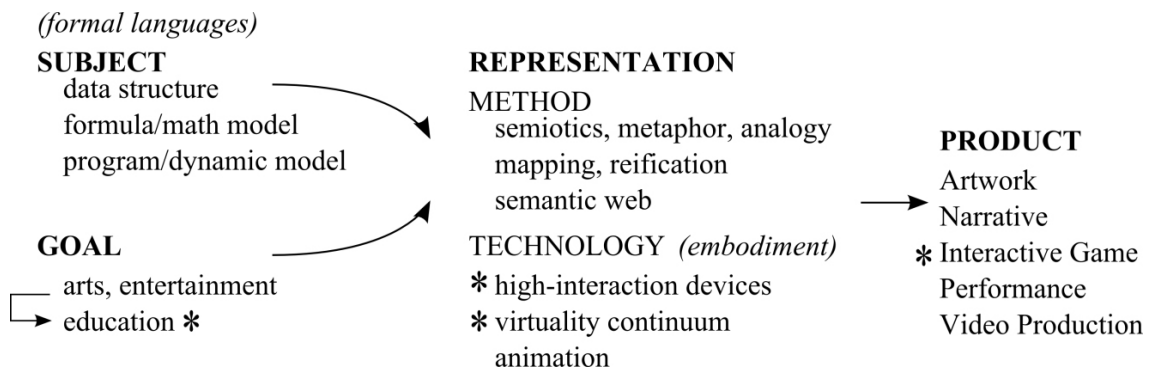 (formal languages)
SUBJECT
data structure
formula/math model
program/dynamic model
GOAL
arts, entertainment
education *
REPRESENTATION
METHOD
semiotics, metaphor, analogy
mapping, reification
semantic web
TECHNOLOGY (embodiment)
* high-interaction devices
* virtuality continuum
animation
PRODUCT
Artwork
Narrative
* Interactive Game
Performance
Video Production